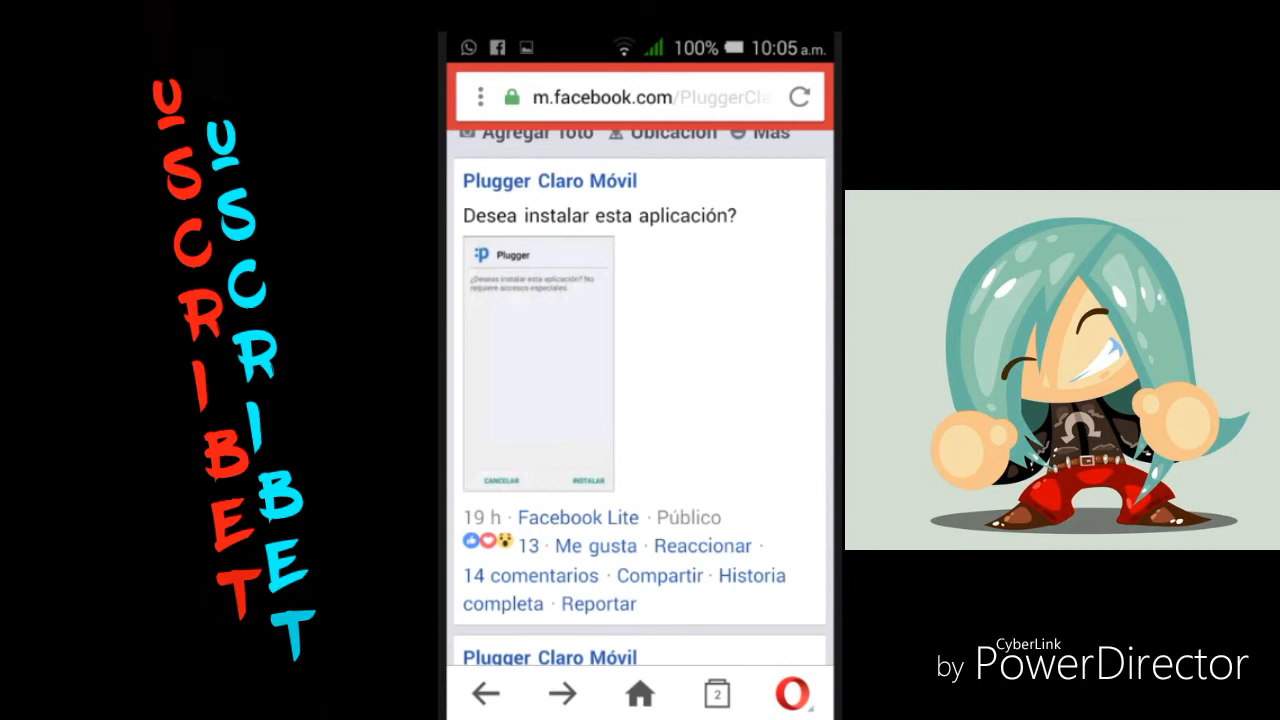 100% 10:05 a.m.
m.facebook.com/PluggerCla
Agregar foto Ubicación Más
Plugger Claro Móvil
Desea instalar esta aplicación?
Plugger
¿Deseas instalar esta aplicación? No
requiere accesos especiales.
CANCELAR INSTALAR
19 h · Facebook Lite · Público
13 · Me gusta · Reaccionar ·
14 comentarios · Compartir · Historia
completa · Reportar
Plugger Claro Móvil
2
USCRIBET
USCRIBET
CyberLink
by PowerDirector